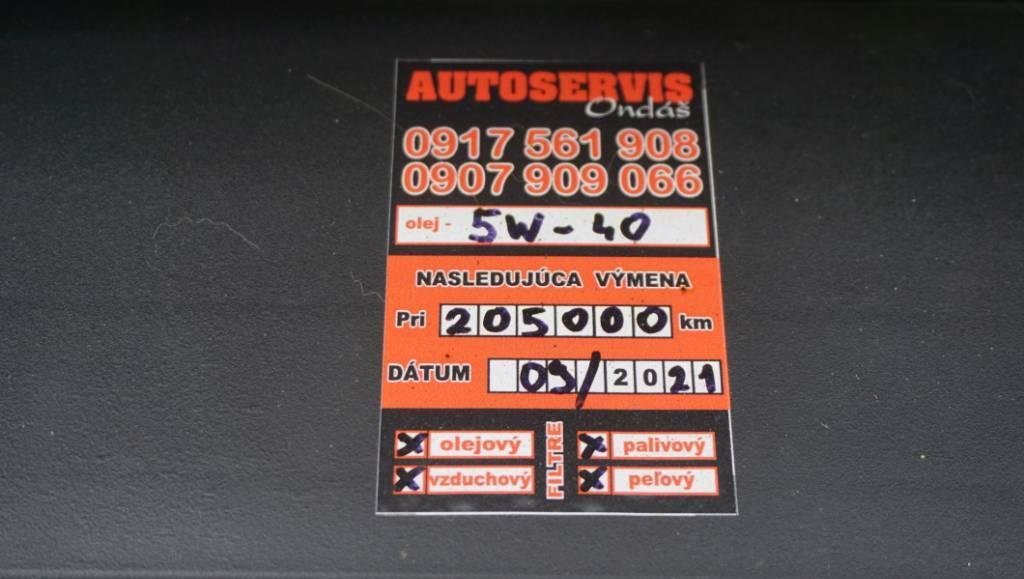 AUTOSERVIS
Ondáš
0917 561 908
0907 909 066
olej - 5W-40
NASLEDUJÚCA VÝMENA
Pri 205000 km
DÁTUM 09/2021
FILTRE
X olejový X palivový
X vzduchový X peľový